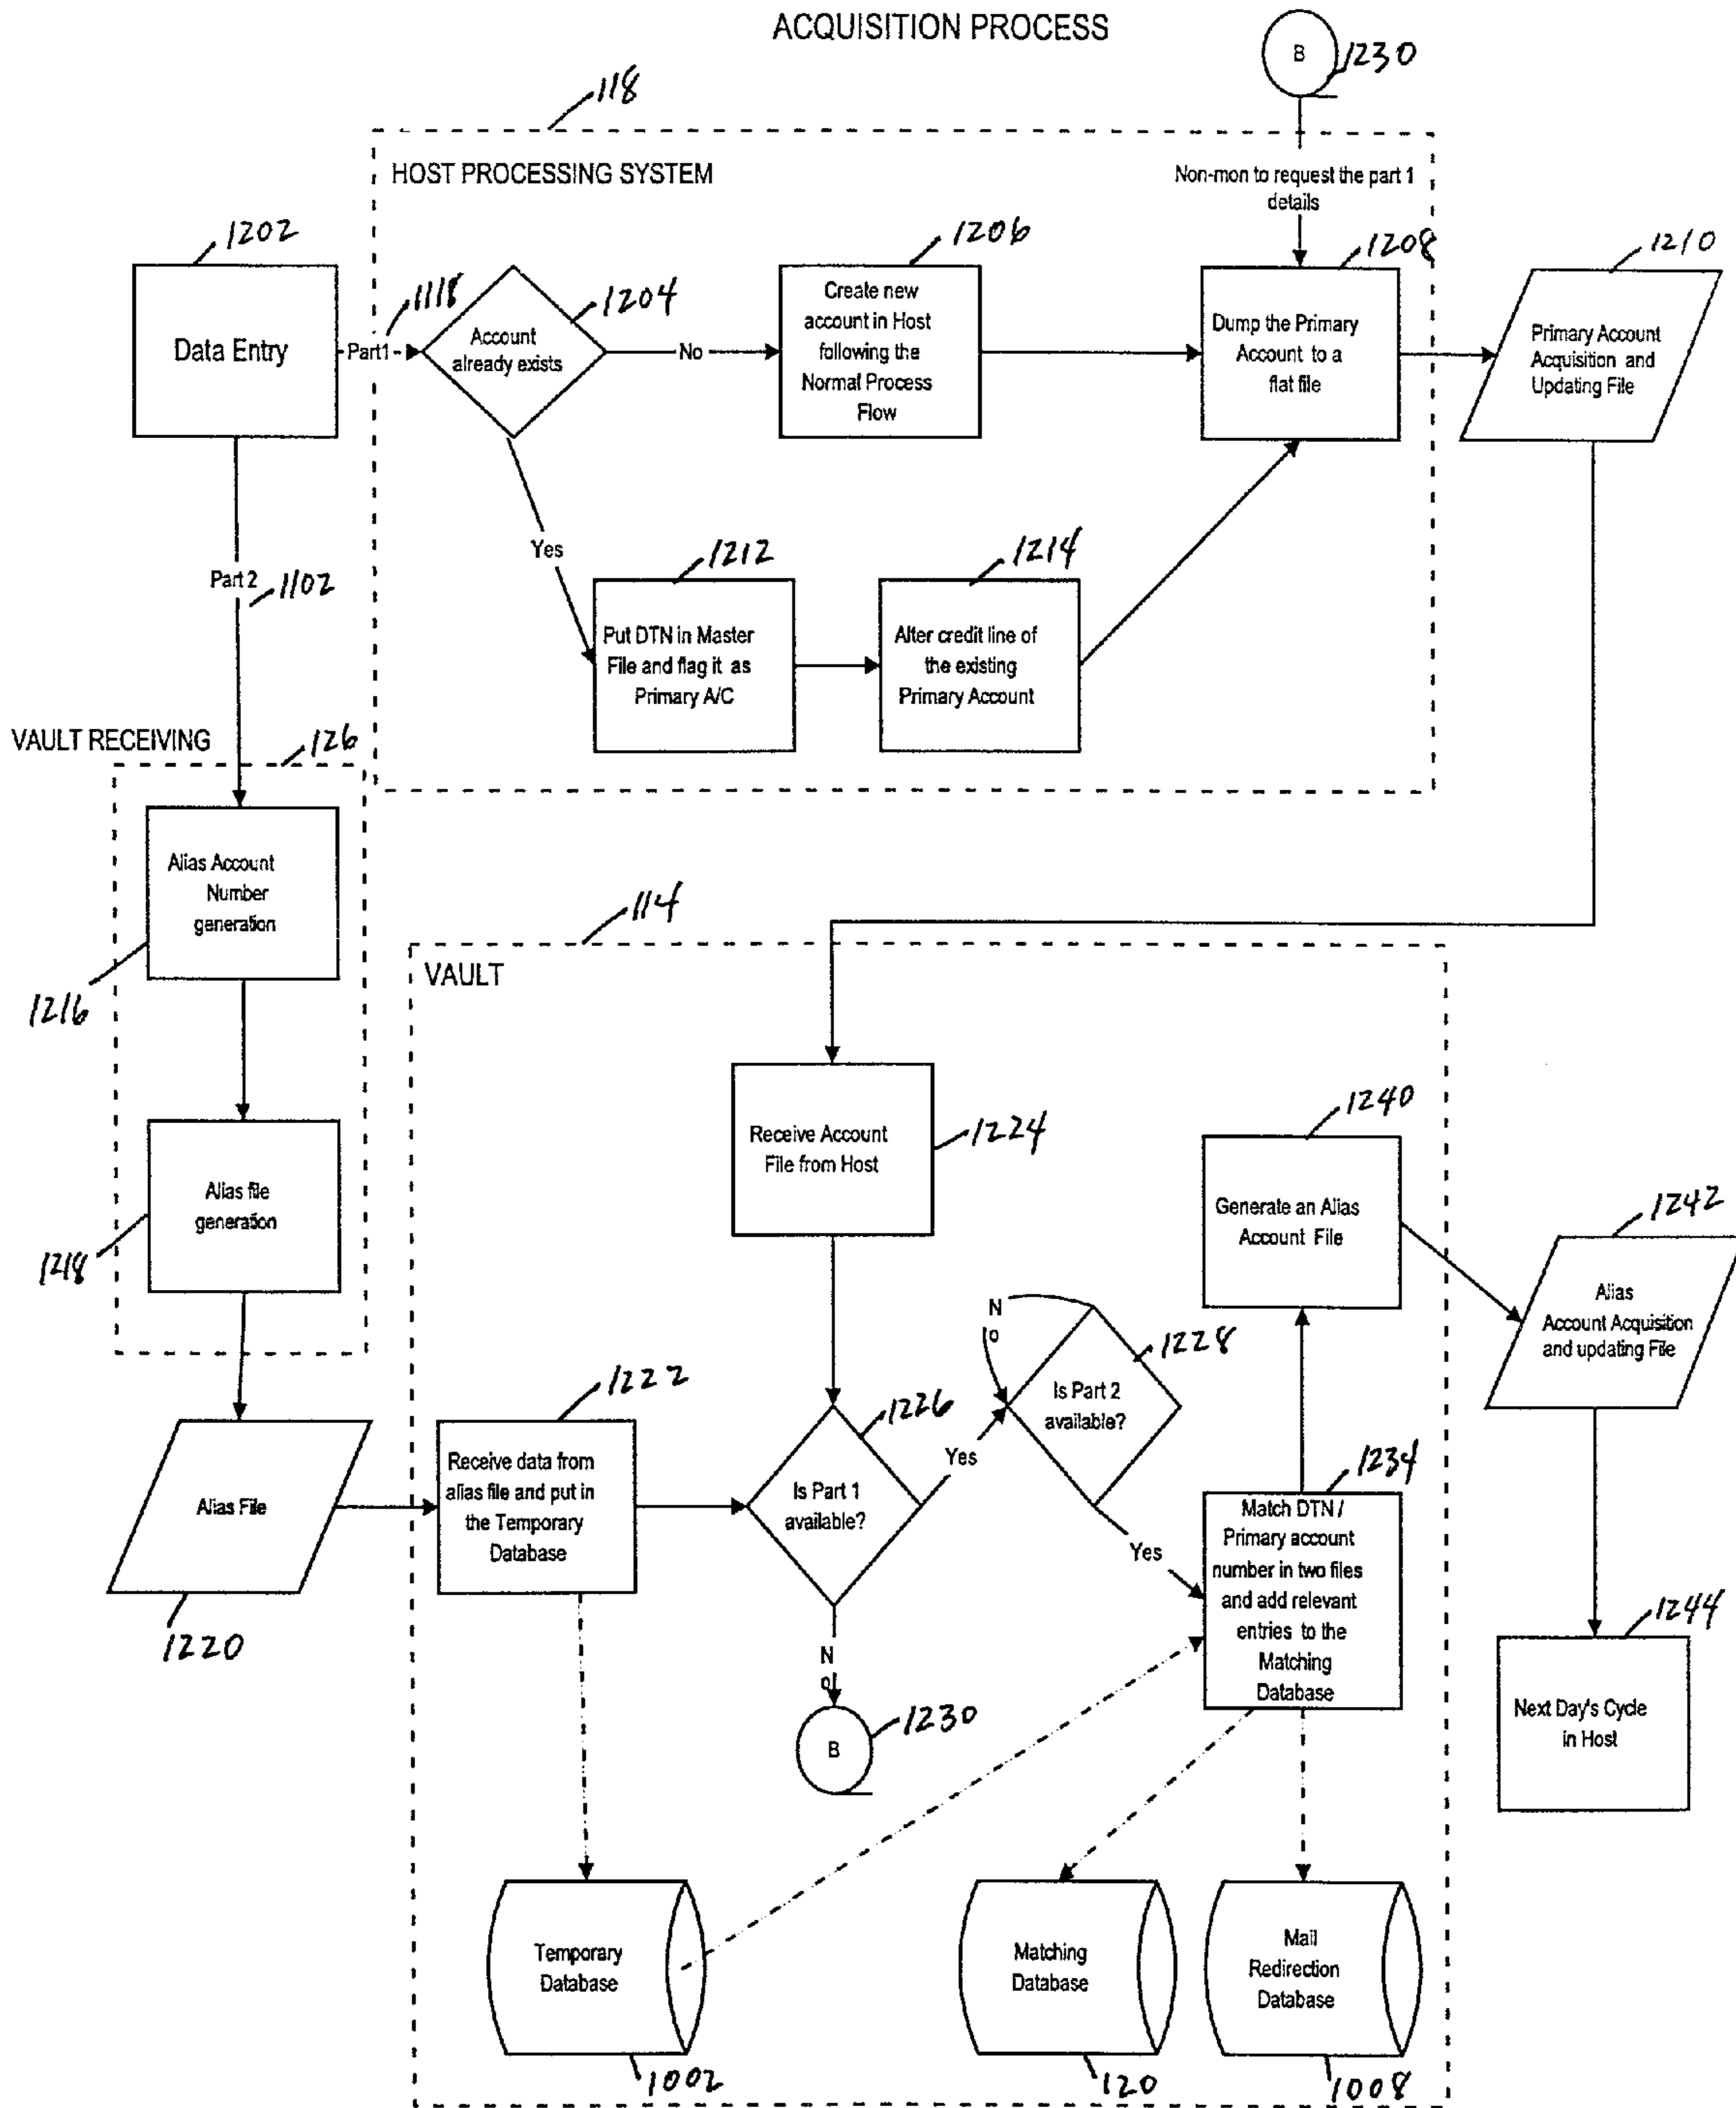 ACQUISITION PROCESS
B
1230
118
HOST PROCESSING SYSTEM
Non-mon to request the part 1
details
1202
1206
1208
1210
Data Entry
1118
Part1
1204
Account
already exists
No
Create new
account in Host
following the
Normal Process
Flow
Dump the Primary
Account to a
flat file
Primary Account
Acquisition and
Updating File
Yes
Part 2
1102
1212
1214
Put DTN in Master
File and flag it as
Primary A/C
Alter credit line of
the existing
Primary Account
VAULT RECEIVING
126
Alias Account
Number
generation
1216
114
VAULT
Receive Account
File from Host
1224
1240
Generate an Alias
Account File
Alias file
generation
1218
1242
Alias
Account Acquisition
and updating File
N
o
1228
Is Part 2
available?
1222
1226
Yes
Receive data from
alias file and put in
the Temporary
Database
Is Part 1
available?
Alias File
1220
Yes
1234
Match DTN /
Primary account
number in two files
and add relevant
entries to the
Matching
Database
N
o
B
1230
1244
Next Day's Cycle
in Host
Temporary
Database
1002
Matching
Database
120
Mail
Redirection
Database
1008